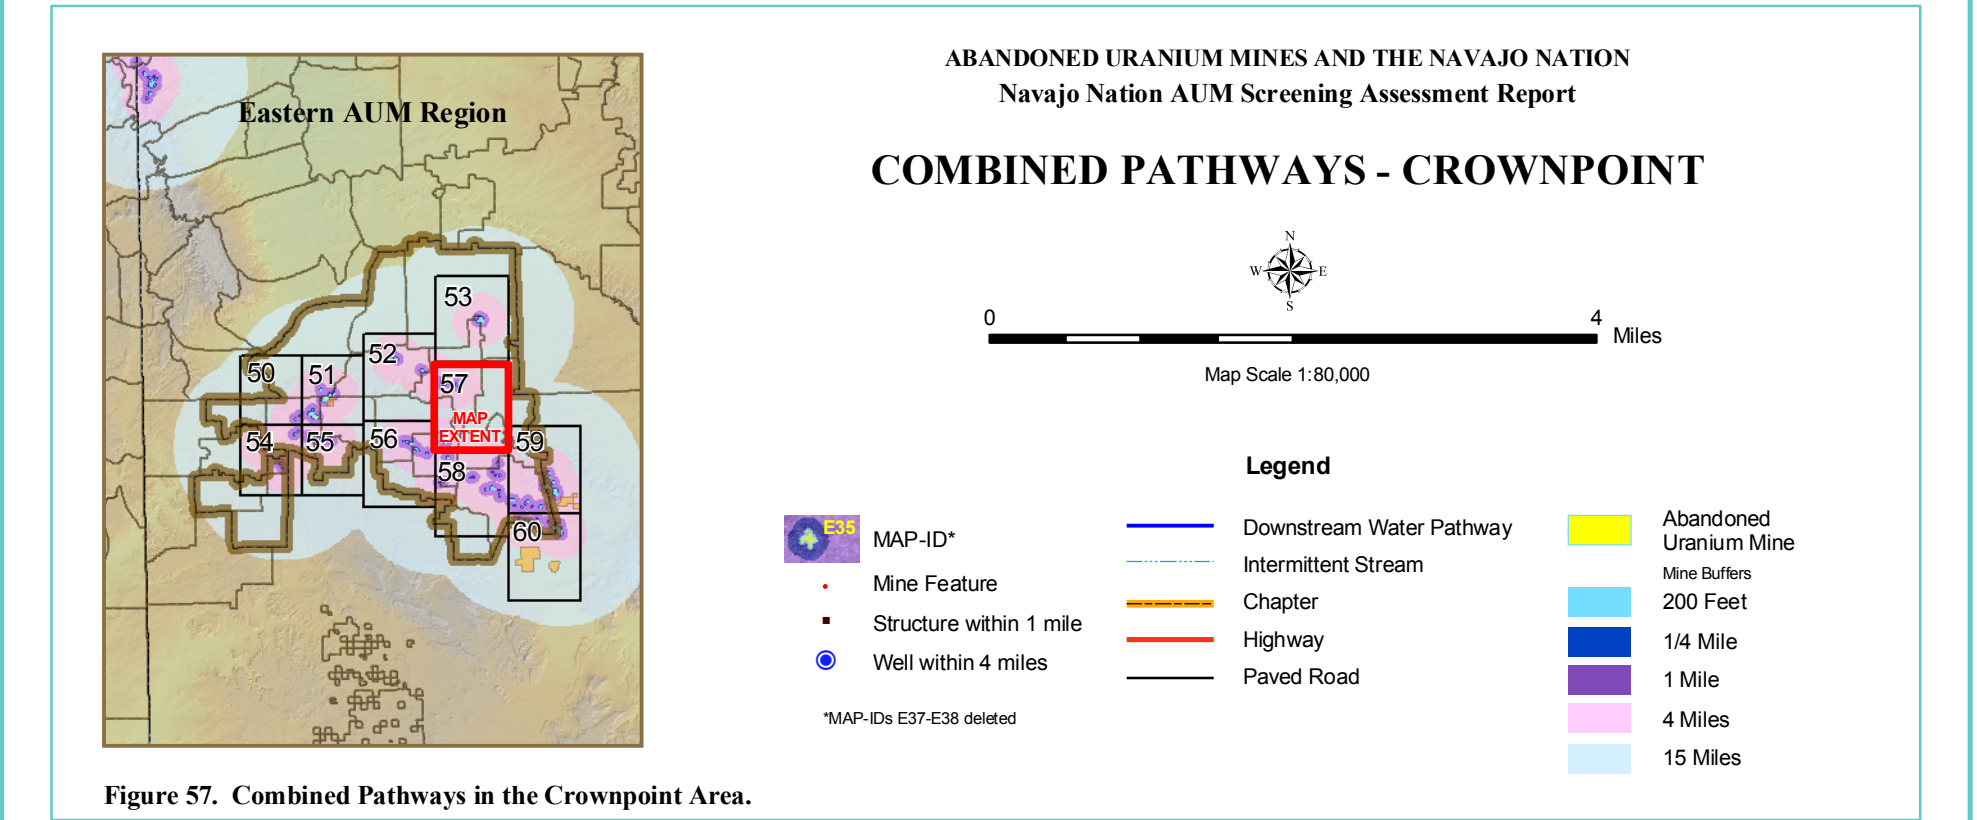 ABANDONED URANIUM MINES AND THE NAVAJO NATION
Navajo Nation AUM Screening Assessment Report
COMBINED PATHWAYS - CROWNPOINT
Eastern AUM Region
53
52
50
51
57
MAP
EXTENT
54
55
56
59
58
60
N
W
E
S
0
4
Miles
Map Scale 1:80,000
Legend
E35
MAP-ID*
Mine Feature
Structure within 1 mile
Well within 4 miles
*MAP-IDs E37-E38 deleted
Downstream Water Pathway
Intermittent Stream
Chapter
Highway
Paved Road
Abandoned
Uranium Mine
Mine Buffers
200 Feet
1/4 Mile
1 Mile
4 Miles
15 Miles
Figure 57. Combined Pathways in the Crownpoint Area.